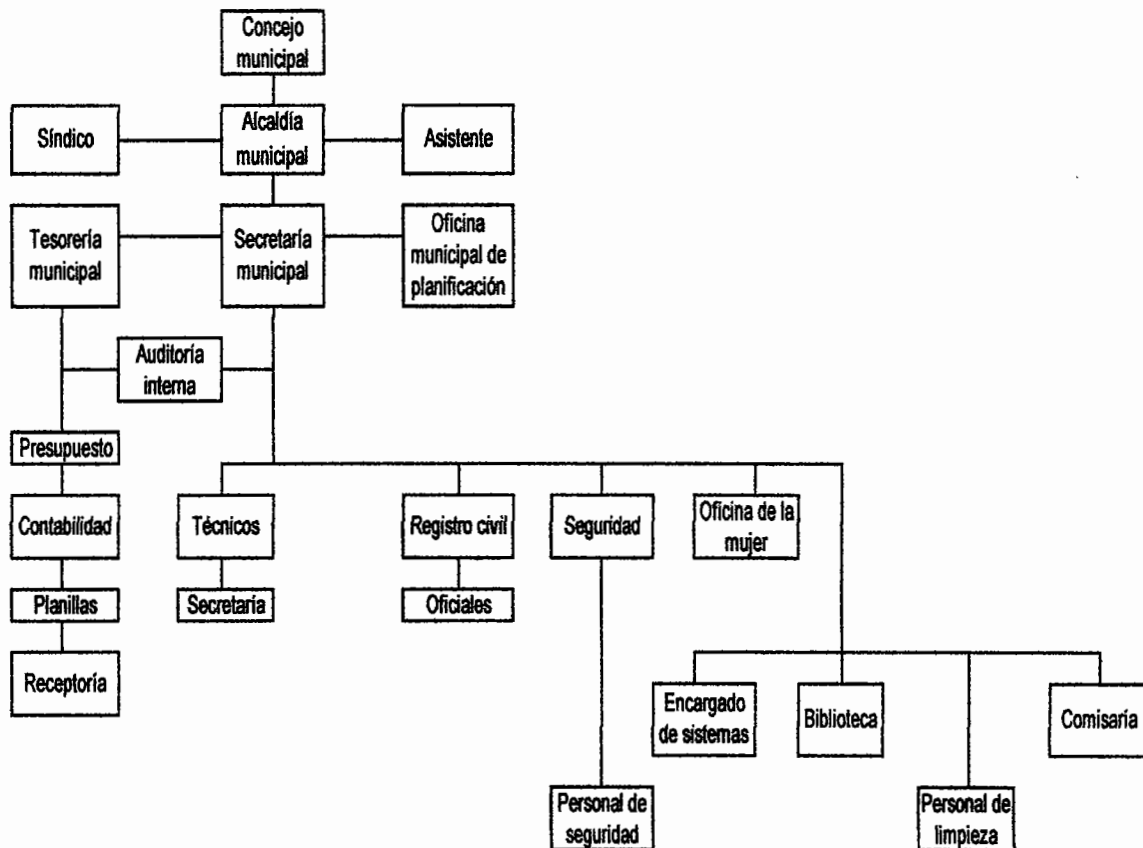 Concejo
municipal
Síndico
Alcaldía
municipal
Asistente
Tesorería
municipal
Secretaría
municipal
Oficina
municipal de
planificación
Auditoría
interna
Presupuesto
Contabilidad
Técnicos
Registro civil
Seguridad
Oficina de la
mujer
Planillas
Secretaría
Oficiales
Receptoría
Encargado
de sistemas
Biblioteca
Comisaría
Personal de
seguridad
Personal de
limpieza